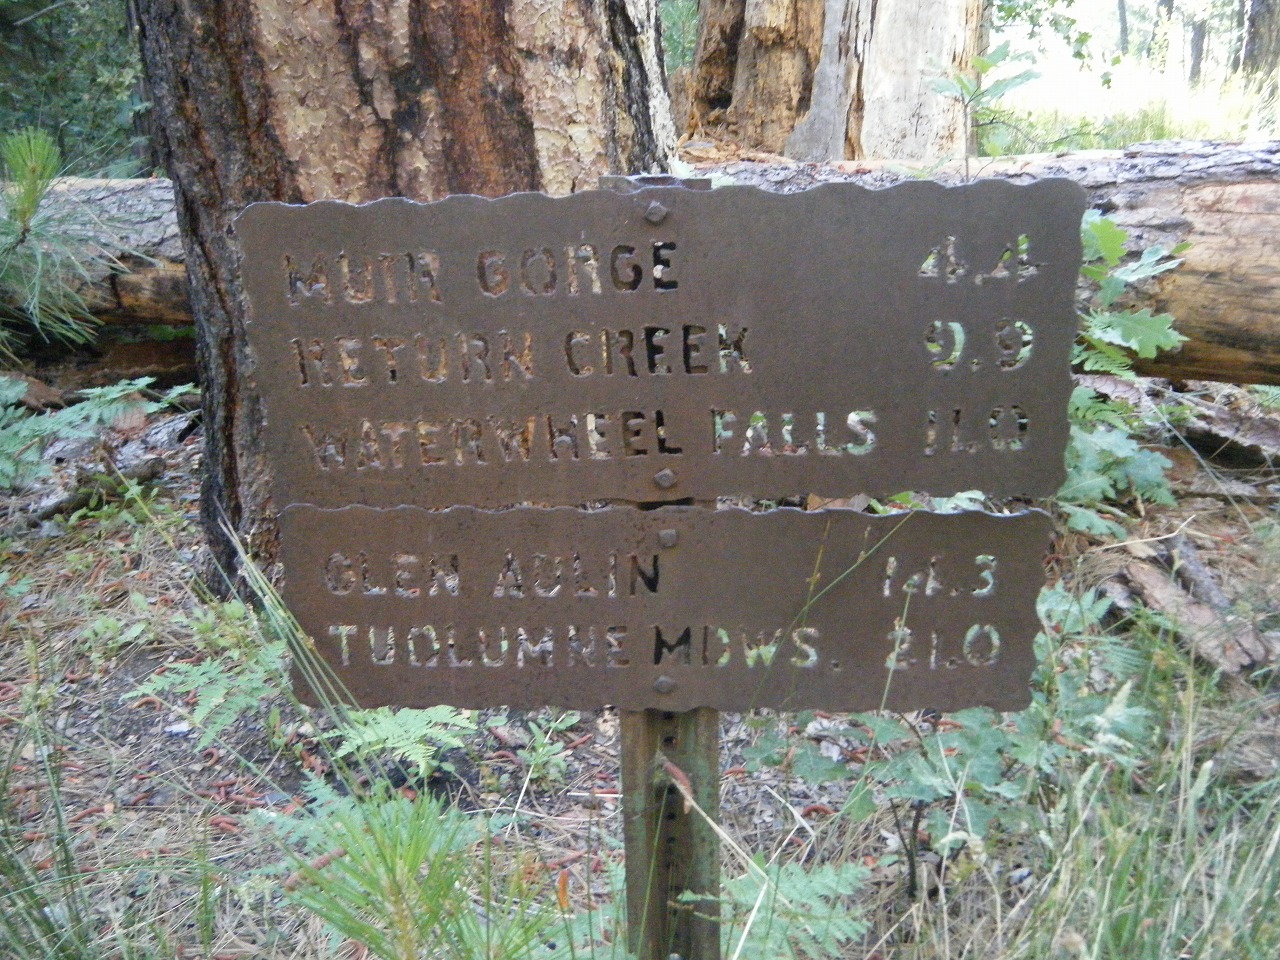 MUIR GORGE 4.4
RETURN CREEK 9.9
WATERWHEEL FALLS 11.0
GLEN AULIN 14.3
TUOLUMNE MDWS. 21.0